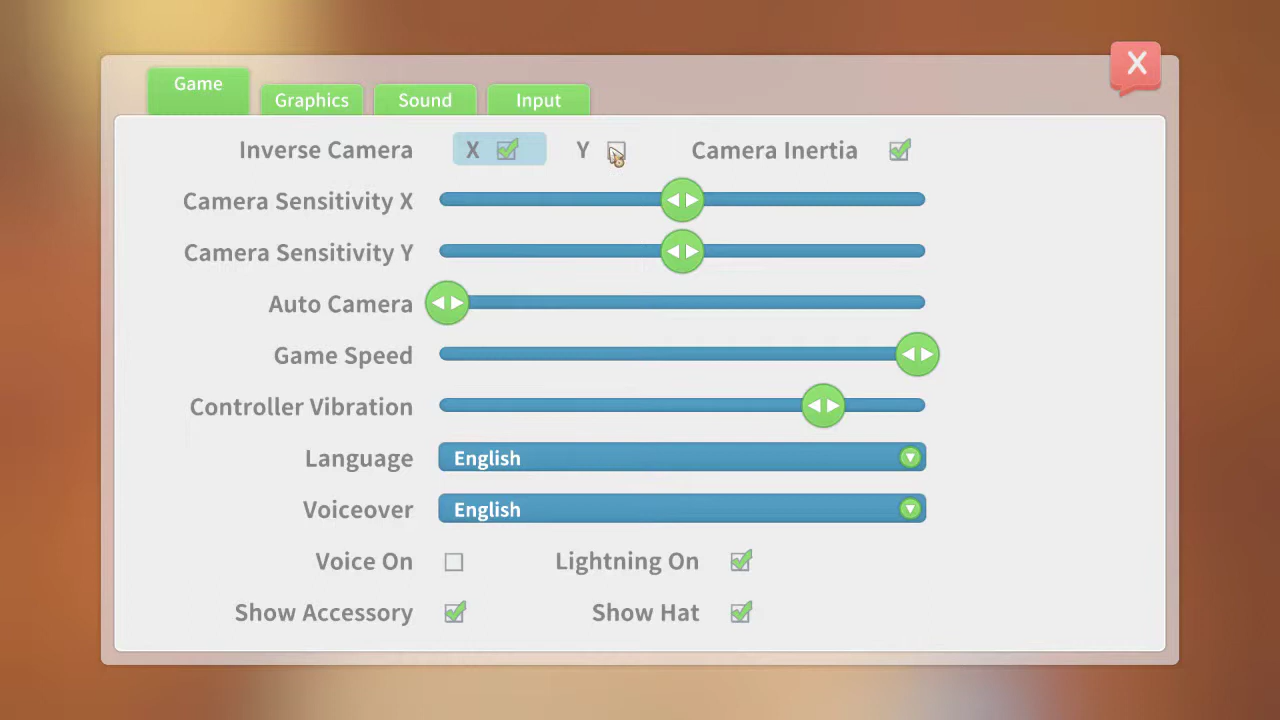 Game
Graphics
Sound
Input
X
Inverse Camera X Y Camera Inertia
Camera Sensitivity X
Camera Sensitivity Y
Auto Camera
Game Speed
Controller Vibration
Language English
Voiceover English
Voice On Lightning On
Show Accessory Show Hat